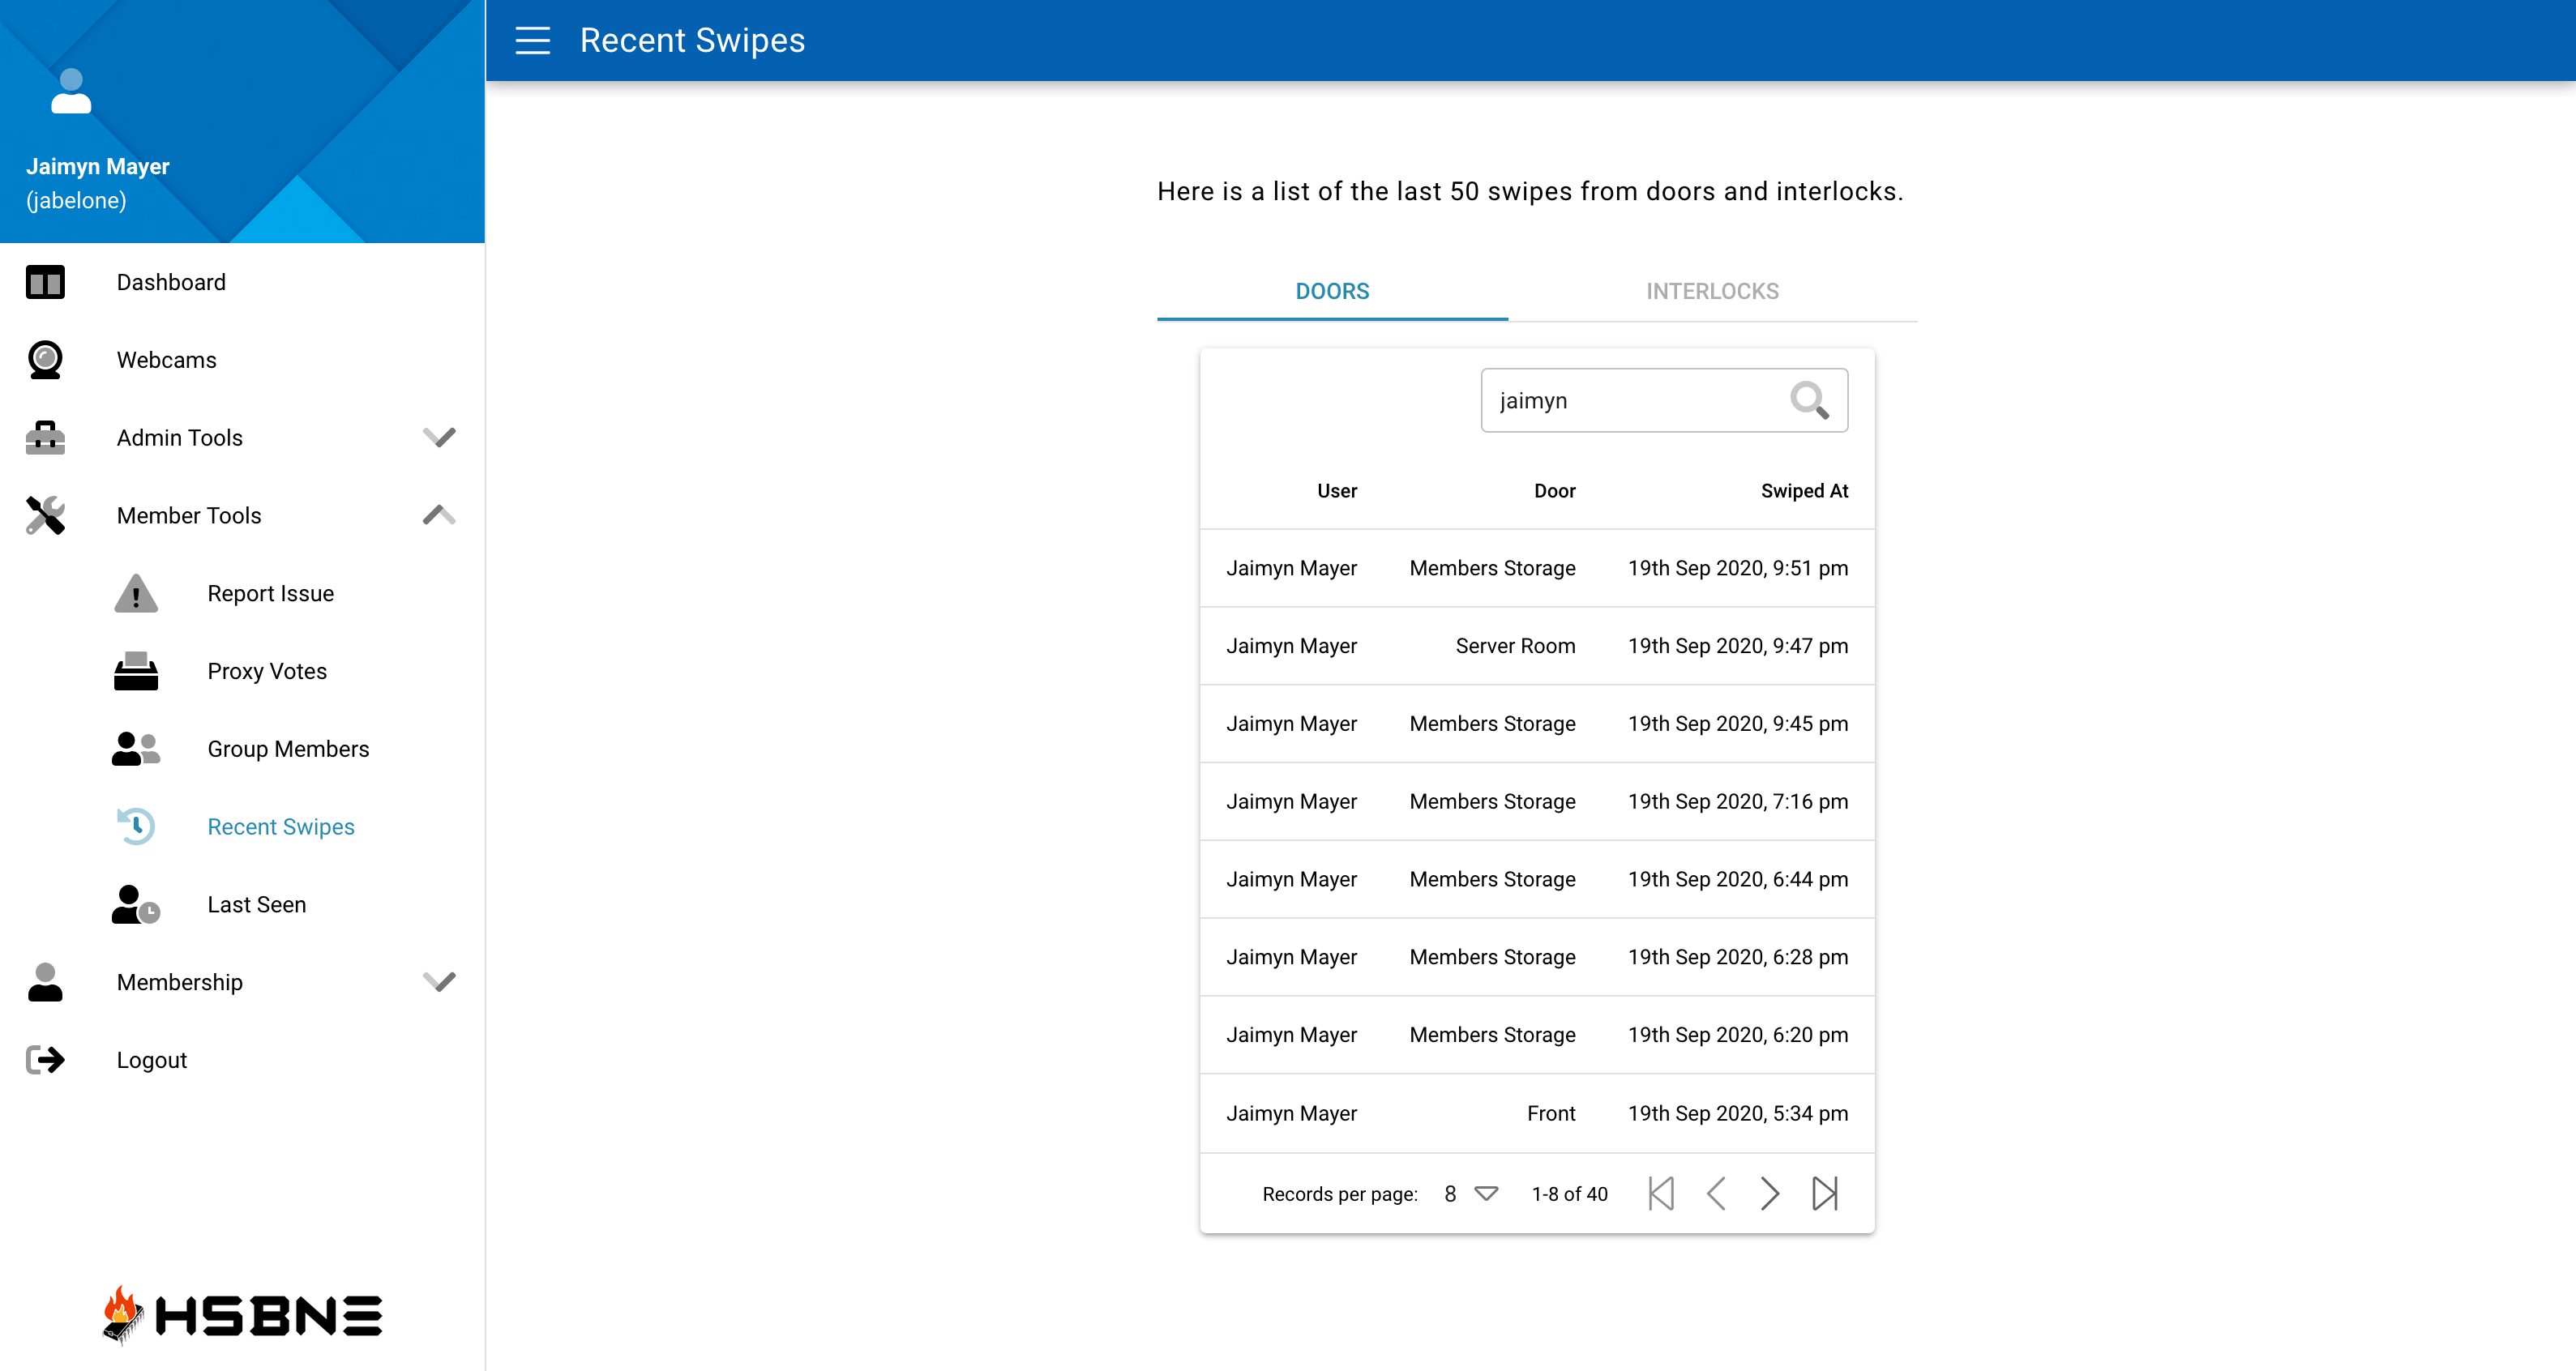 Recent Swipes
Jaimyn Mayer
(jabelone)
Dashboard
Webcams
Admin Tools
Member Tools
Report Issue
Proxy Votes
Group Members
Recent Swipes
Last Seen
Membership
Logout
HSBNE
Here is a list of the last 50 swipes from doors and interlocks.
DOORS INTERLOCKS
jaimyn
User Door Swiped At
Jaimyn Mayer Members Storage 19th Sep 2020, 9:51 pm
Jaimyn Mayer Server Room 19th Sep 2020, 9:47 pm
Jaimyn Mayer Members Storage 19th Sep 2020, 9:45 pm
Jaimyn Mayer Members Storage 19th Sep 2020, 7:16 pm
Jaimyn Mayer Members Storage 19th Sep 2020, 6:44 pm
Jaimyn Mayer Members Storage 19th Sep 2020, 6:28 pm
Jaimyn Mayer Members Storage 19th Sep 2020, 6:20 pm
Jaimyn Mayer Front 19th Sep 2020, 5:34 pm
Records per page: 8 1-8 of 40